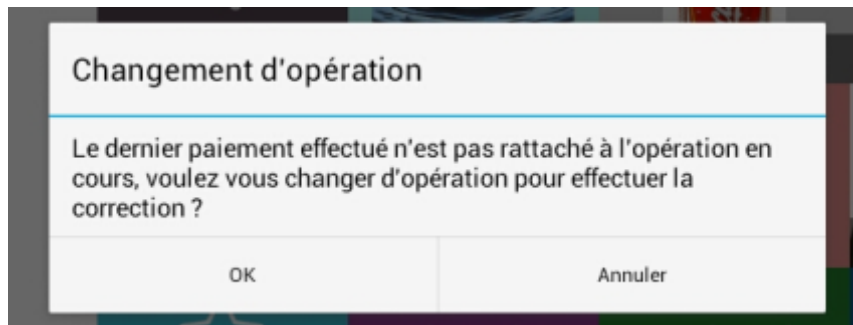 Changement d'opération
Le dernier paiement effectué n'est pas rattaché à l'opération en
cours, voulez vous changer d'opération pour effectuer la
correction ?
OK
Annuler